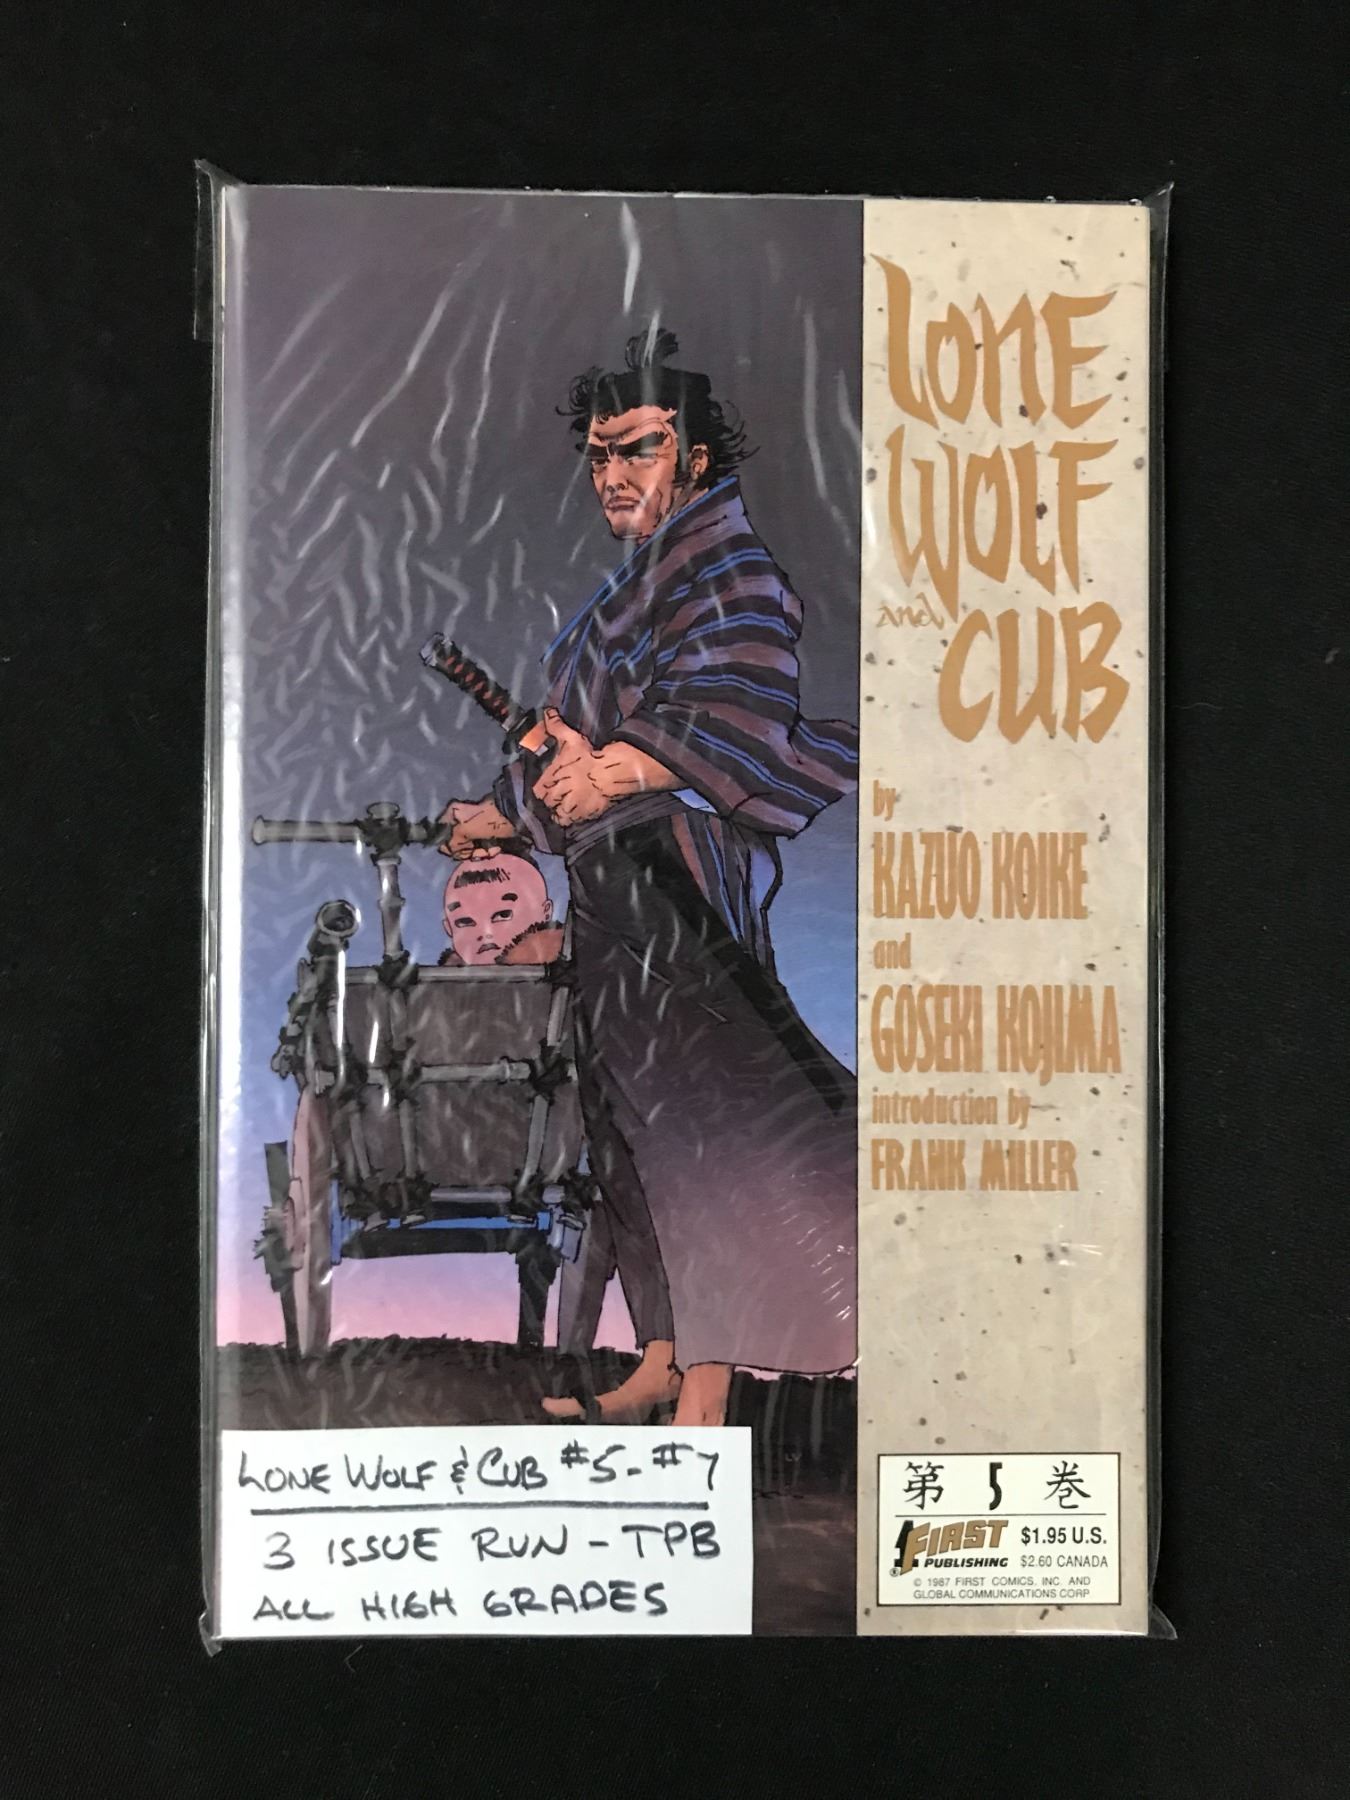 LONE
WOLF
and CUB
by
KAZUO KOIKE
and
GOSEKI KOJIMA
introduction by
FRANK MILLER
第 5 巻
1FIRST
PUBLISHING
®
$1.95 U.S.
$2.60 CANADA
© 1987 FIRST COMICS, INC. AND
GLOBAL COMMUNICATIONS CORP
LONE WOLF & CUB #5-#7
3 ISSUE RUN - TPB
ALL HIGH GRADES